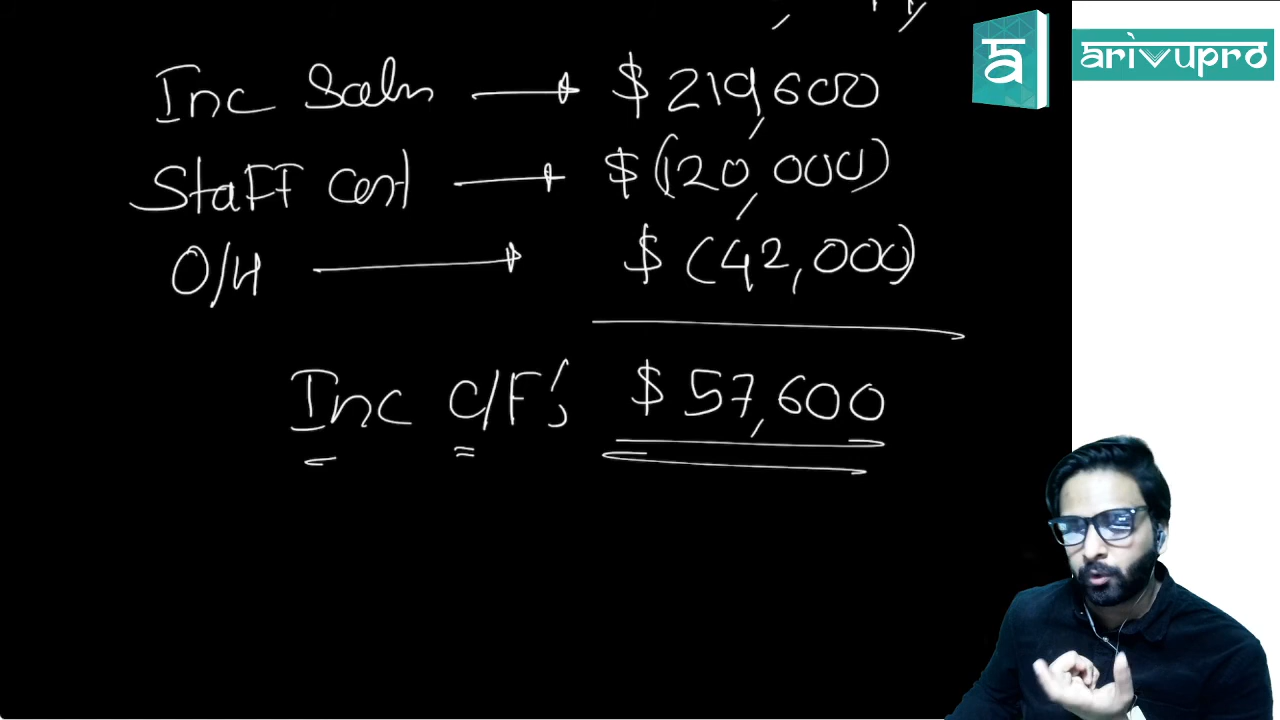 अ arivupro
Inc Sales → $ 219,600
Staff Cost → $ (120,000)
O/H → $ (42,000)
Inc C/F's $ 57,600